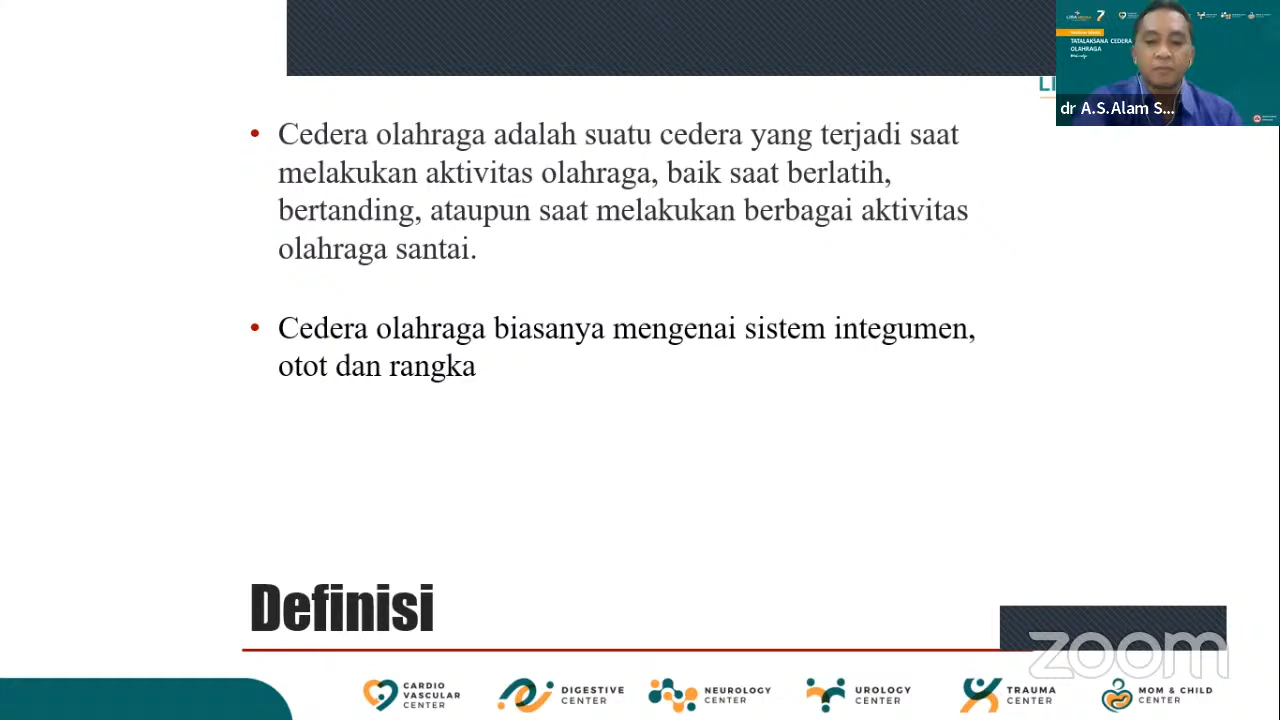 TATALAKSANA CEDERA
OLAHRAGA
dr A.S.Alam S...
LI
• Cedera olahraga adalah suatu cedera yang terjadi saat
melakukan aktivitas olahraga, baik saat berlatih,
bertanding, ataupun saat melakukan berbagai aktivitas
olahraga santai.
• Cedera olahraga biasanya mengenai sistem integumen,
otot dan rangka
Definisi
zoom
CARDIO
VASCULAR
CENTER
DIGESTIVE
CENTER
NEUROLOGY
CENTER
UROLOGY
CENTER
TRAUMA
CENTER
MOM & CHILD
CENTER